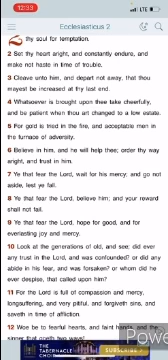 12:33
LTE
Ecclesiasticus 2
thy soul for temptation.
2 Set thy heart aright, and constantly endure, and
make not haste in time of trouble.
3 Cleave unto him, and depart not away, that thou
mayest be increased at thy last end.
4 Whatsoever is brought upon thee take cheerfully,
and be patient when thou art changed to a low estate.
5 For gold is tried in the fire, and acceptable men in
the furnace of adversity.
6 Believe in him, and he will help thee; order thy way
aright, and trust in him.
7 Ye that fear the Lord, wait for his mercy; and go not
aside, lest ye fall.
8 Ye that fear the Lord, believe him; and your reward
shall not fail.
9 Ye that fear the Lord, hope for good, and for
everlasting joy and mercy.
10 Look at the generations of old, and see; did ever
any trust in the Lord, and was confounded? or did any
abide in his fear, and was forsaken? or whom did he
ever despise, that called upon him?
11 For the Lord is full of compassion and mercy,
longsuffering, and very pitiful, and forgiveth sins, and
saveth in time of affliction.
12 Woe be to fearful hearts, and faint hands, and the
sinner that goeth two ways!
THE
TABERNACLE